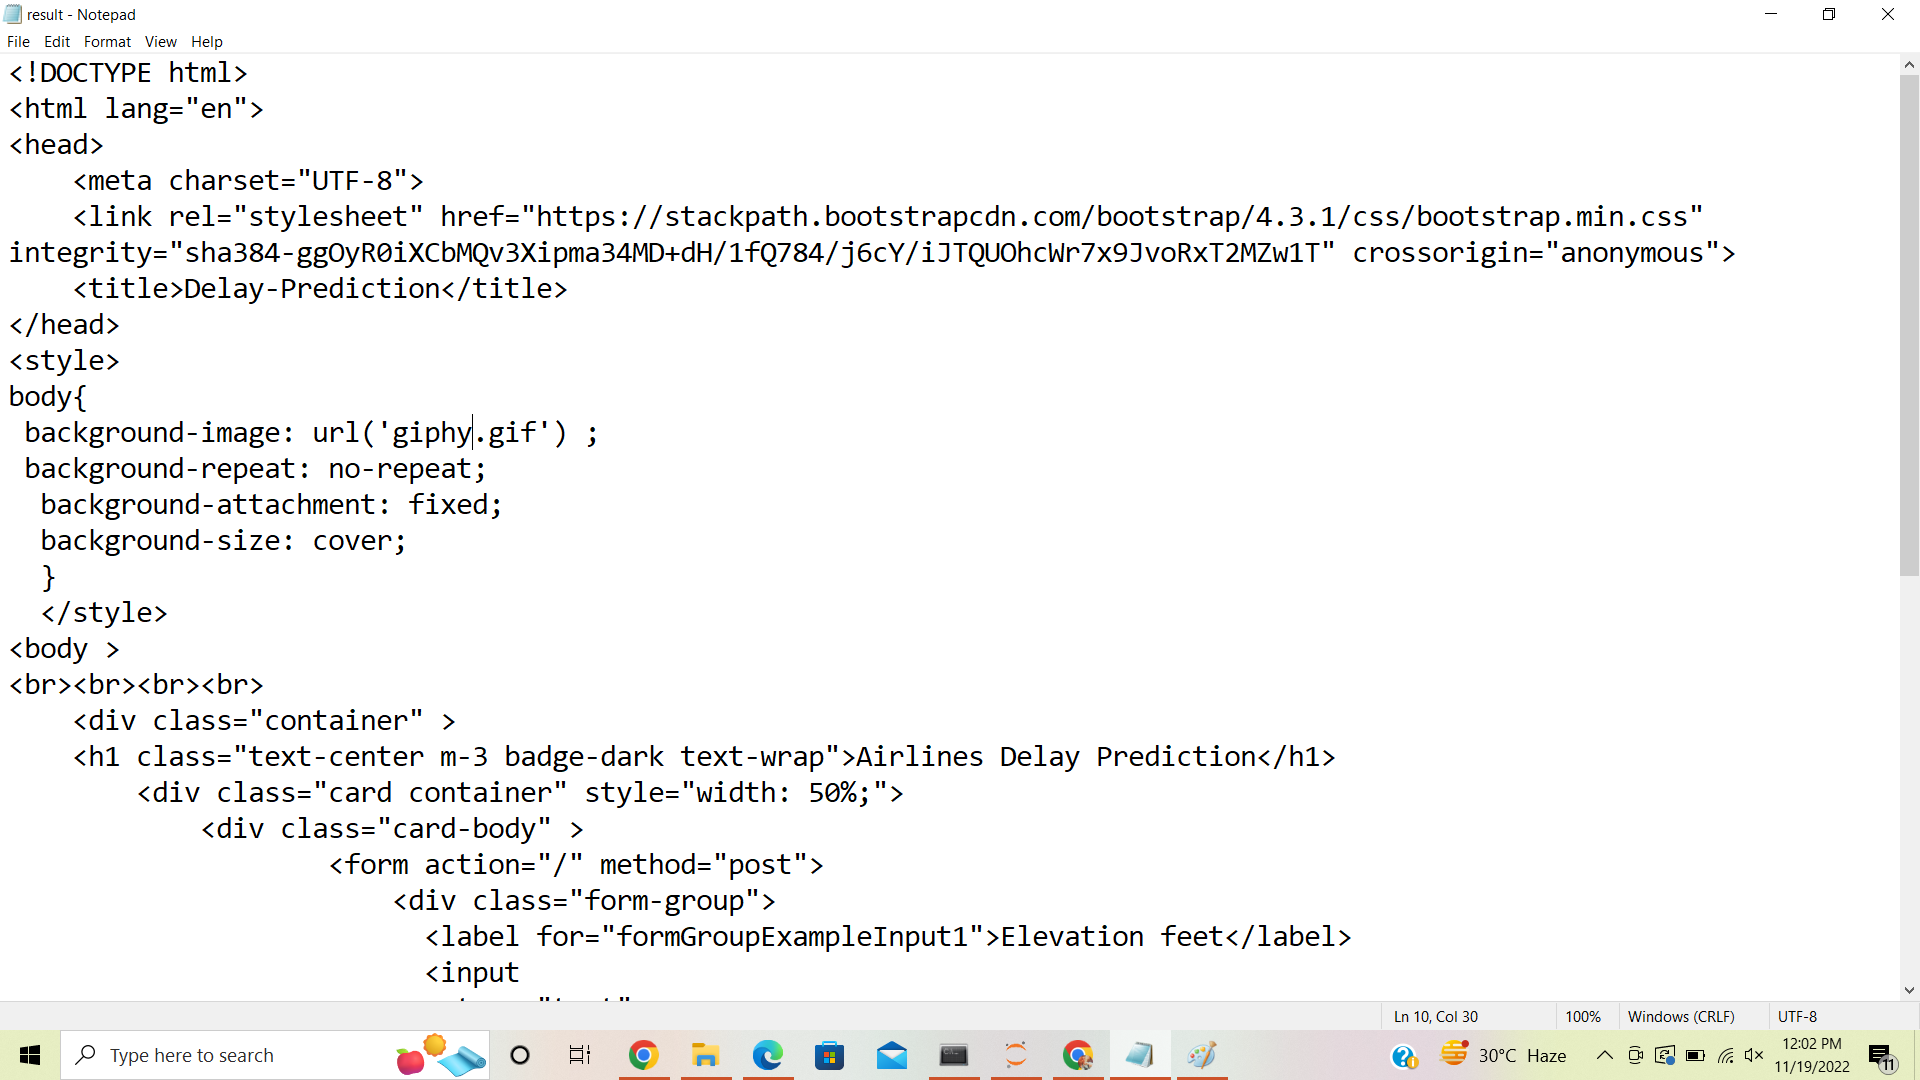 result - Notepad
File Edit Format View Help
<!DOCTYPE html>
<html lang="en">
<head>
    <meta charset="UTF-8">
    <link rel="stylesheet" href="https://stackpath.bootstrapcdn.com/bootstrap/4.3.1/css/bootstrap.min.css"
integrity="sha384-ggOyR0iXCbMQv3Xipma34MD+dH/1fQ784/j6cY/iJTQUOhcWr7x9JvoRxT2MZw1T" crossorigin="anonymous">
    <title>Delay-Prediction</title>
</head>
<style>
body{
 background-image: url('giphy.gif') ;
 background-repeat: no-repeat;
  background-attachment: fixed;
  background-size: cover;
  }
  </style>
<body >
<br><br><br><br>
    <div class="container" >
    <h1 class="text-center m-3 badge-dark text-wrap">Airlines Delay Prediction</h1>
        <div class="card container" style="width: 50%;">
            <div class="card-body" >
                    <form action="/" method="post">
                        <div class="form-group">
                          <label for="formGroupExampleInput1">Elevation feet</label>
                          <input
Ln 10, Col 30 100% Windows (CRLF) UTF-8
Type here to search 30°C Haze 12:02 PM
11/19/2022 11